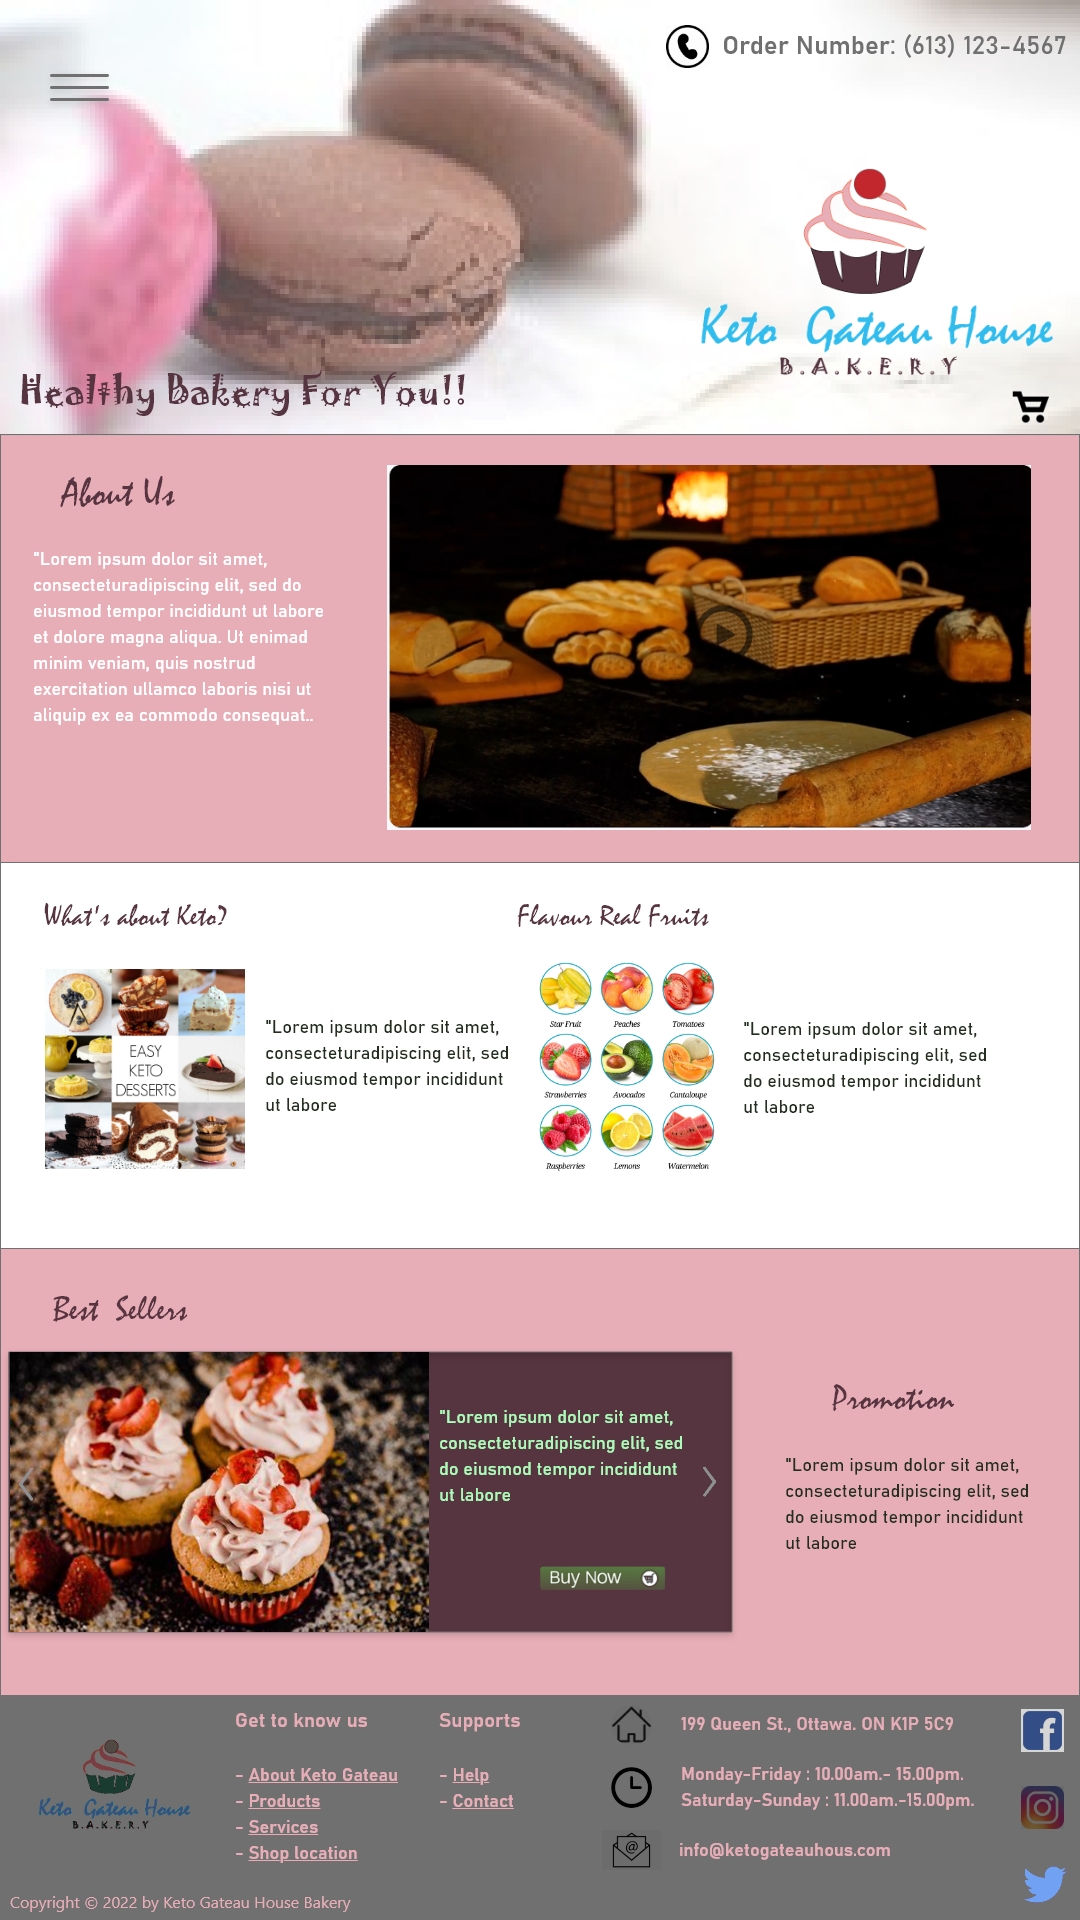 Order Number: (613) 123-4567
Keto Gateau House
B.A.K.E.R.Y
Healthy Bakery For You!!
About Us
"Lorem ipsum dolor sit amet,
consecteturadipiscing elit, sed do
eiusmod tempor incididunt ut labore
et dolore magna aliqua. Ut enimad
minim veniam, quis nostrud
exercitation ullamco laboris nisi ut
aliquip ex ea commodo consequat..
What's about Keto?
EASY
KETO
DESSERTS
"Lorem ipsum dolor sit amet,
consecteturadipiscing elit, sed
do eiusmod tempor incididunt
ut labore
Flavour Real Fruits
Star Fruit Peaches Tomatoes
Strawberries Avocados Cantaloupe
Raspberries Lemons Watermelon
"Lorem ipsum dolor sit amet,
consecteturadipiscing elit, sed
do eiusmod tempor incididunt
ut labore
Best Sellers
"Lorem ipsum dolor sit amet,
consecteturadipiscing elit, sed
do eiusmod tempor incididunt
ut labore
Buy Now
Promotion
"Lorem ipsum dolor sit amet,
consecteturadipiscing elit, sed
do eiusmod tempor incididunt
ut labore
Keto Gateau House
B.A.K.E.R.Y
Get to know us
- About Keto Gateau
- Products
- Services
- Shop location
Supports
- Help
- Contact
199 Queen St., Ottawa. ON K1P 5C9
Monday-Friday : 10.00am.- 15.00pm.
Saturday-Sunday : 11.00am.-15.00pm.
info@ketogateauhous.com
Copyright © 2022 by Keto Gateau House Bakery